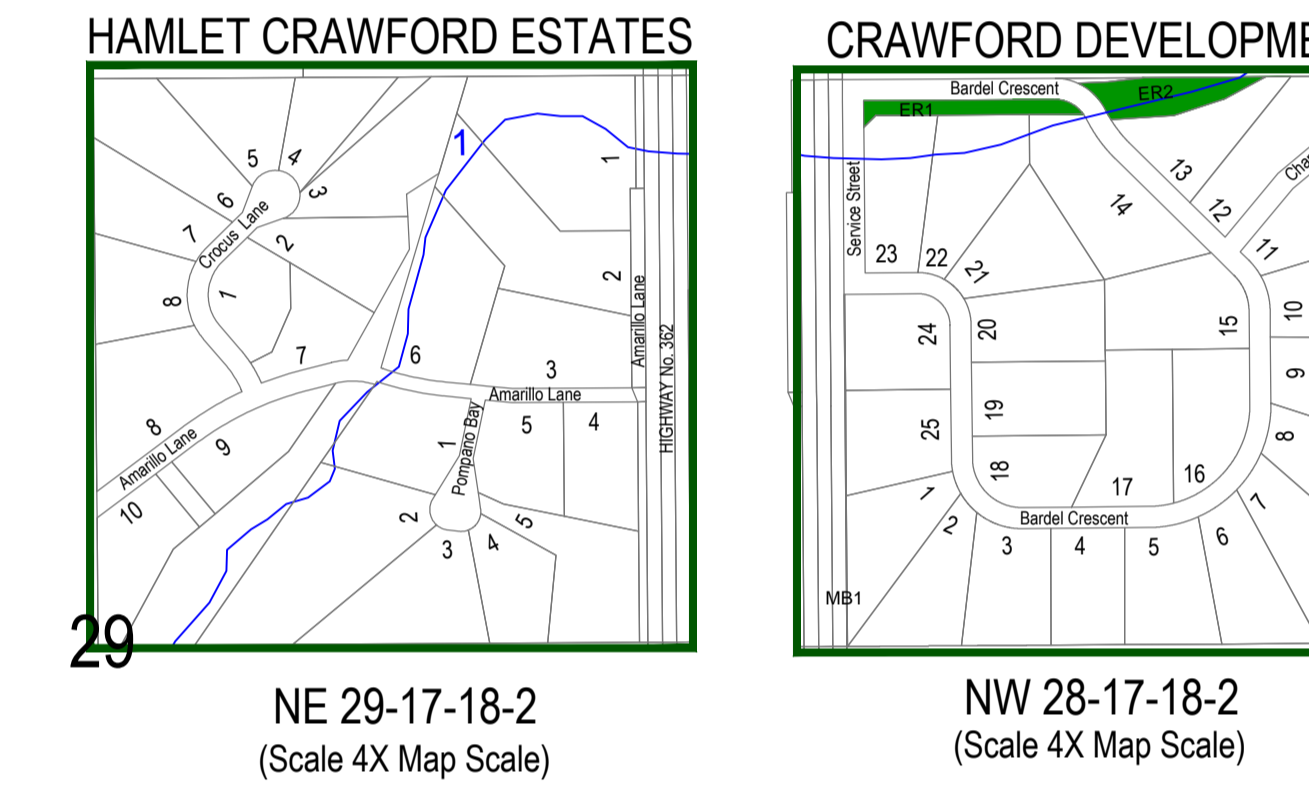 HAMLET CRAWFORD ESTATES
5
4
3
6
7
Crocus Lane
2
8
1
7
1
1
2
Amarillo Lane
HIGHWAY No. 362
6
3
Amarillo Lane
8
Amarillo Lane
9
10
1
Pompano Bay
5
4
2
3
4
5
29
NE 29-17-18-2
(Scale 4X Map Scale)
CRAWFORD DEVELOPME
Bardel Crescent
ER1
ER2
Service Street
13
Cha
14
12
11
23
22
21
10
24
20
15
9
25
19
8
18
17
16
7
1
2
Bardel Crescent
3
4
5
6
MB1
NW 28-17-18-2
(Scale 4X Map Scale)